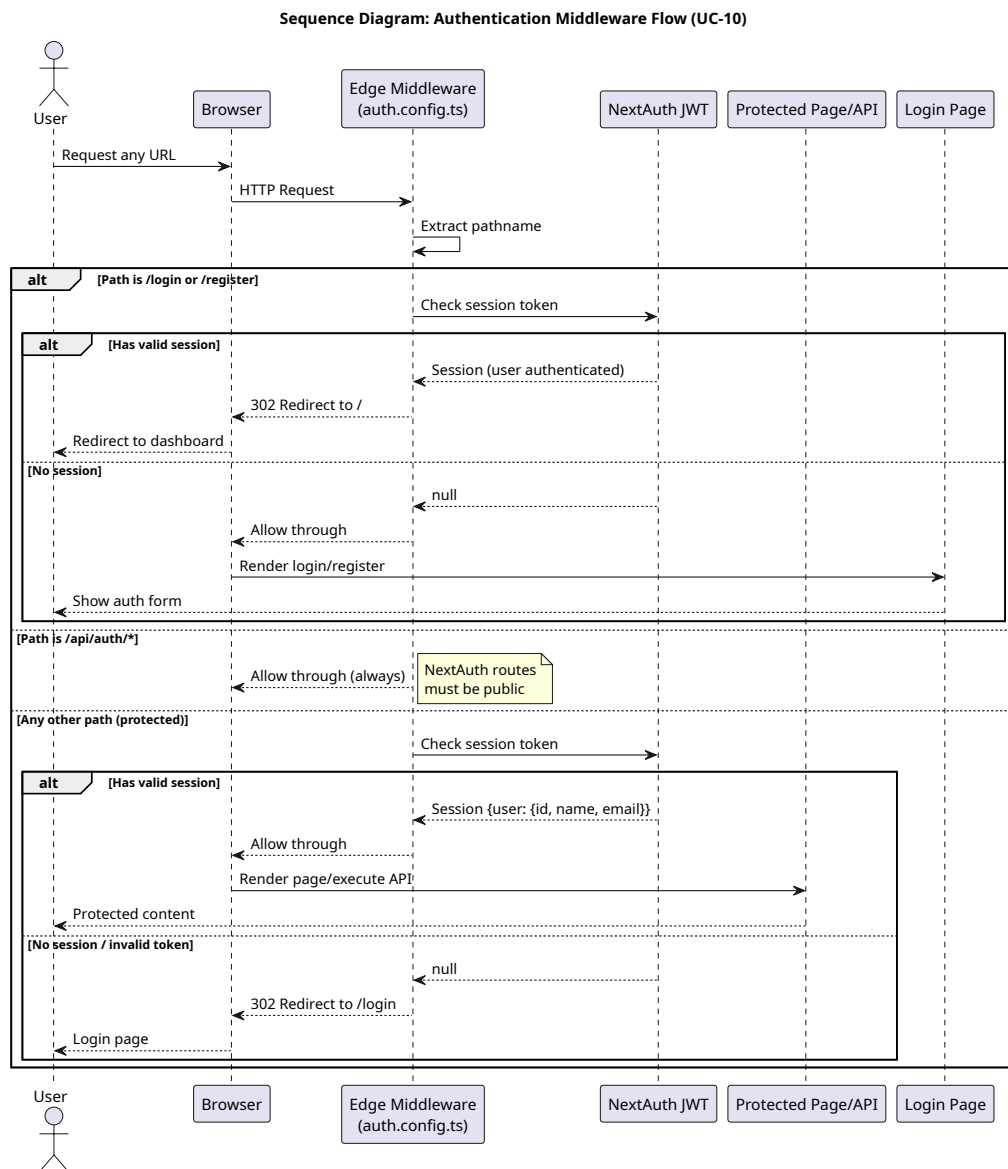 Sequence Diagram: Authentication Middleware Flow (UC-10)
User
Browser
Edge Middleware
(auth.config.ts)
NextAuth JWT
Protected Page/API
Login Page
Request any URL
HTTP Request
Extract pathname
alt
[Path is /login or /register]
Check session token
alt
[Has valid session]
Session (user authenticated)
302 Redirect to /
Redirect to dashboard
[No session]
null
Allow through
Render login/register
Show auth form
[Path is /api/auth/*]
Allow through (always)
NextAuth routes
must be public
[Any other path (protected)]
Check session token
alt
[Has valid session]
Session {user: {id, name, email}}
Allow through
Render page/execute API
Protected content
[No session / invalid token]
null
302 Redirect to /login
Login page
User
Browser
Edge Middleware
(auth.config.ts)
NextAuth JWT
Protected Page/API
Login Page